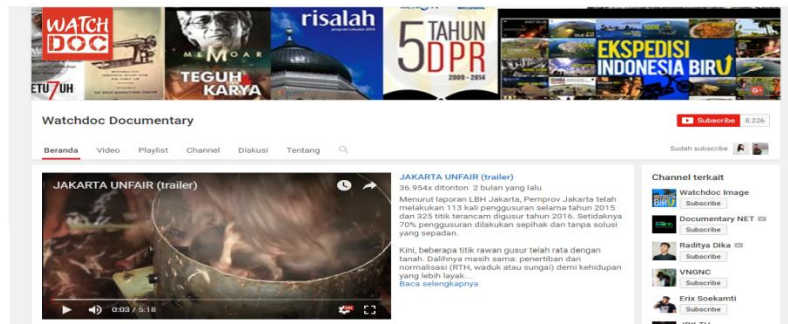 WATCH
DOC
ETU7UH
MEMOAR
TEGUH
KARYA
risalah
5 TAHUN
DPR
2009 - 2014
EKSPEDISI
INDONESIA BIRU
Watchdoc Documentary
Subscribe 8.226
Beranda Video Playlist Channel Diskusi Tentang
Sudah subscribe
JAKARTA UNFAIR (trailer)
0:03 / 5:18
JAKARTA UNFAIR (trailer)
36.954x ditonton 2 bulan yang lalu
Menurut laporan LBH Jakarta, Pemprov Jakarta telah
melakukan 113 kali penggusuran selama tahun 2015
dan 325 titik terancam digusur tahun 2016. Setidaknya
70% penggusuran dilakukan sepihak dan tanpa solusi
yang sepadan.
Kini, beberapa titik rawan gusur telah rata dengan
tanah. Dalihnya masih sama: penertiban dan
normalisasi (RTH, waduk atau sungai) demi kehidupan
yang lebih layak....
Baca selengkapnya
Channel terkait
Watchdoc Image
Subscribe
Documentary NET
Subscribe
Raditya Dika
Subscribe
VNGNC
Subscribe
Erix Soekamti
Subscribe